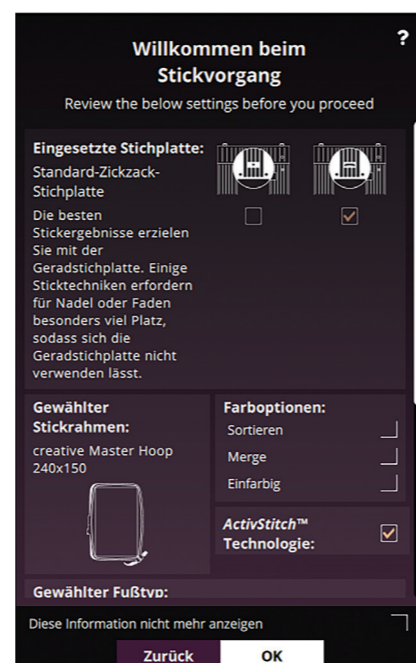 ?
Willkommen beim
Stickvorgang
Review the below settings before you proceed
Eingesetzte Stichplatte:
Standard-Zickzack-
Stichplatte
Die besten
Stickergebnisse erzielen
Sie mit der
Geradstichplatte. Einige
Sticktechniken erfordern
für Nadel oder Faden
besonders viel Platz,
sodass sich die
Geradstichplatte nicht
verwenden lässt.
Gewählter
Stickrahmen:
creative Master Hoop
240x150
Farboptionen:
Sortieren
Merge
Einfarbig
ActivStitch™
Technologie:
Gewählter Fußtyp:
Diese Information nicht mehr anzeigen
Zurück
OK